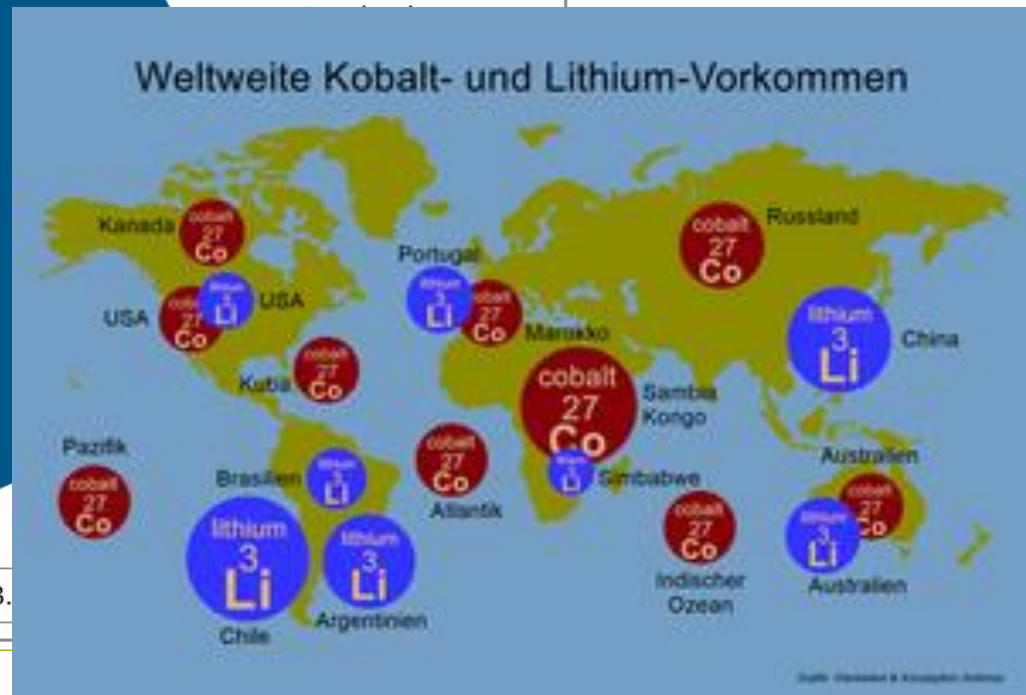 Weltweite Kobalt- und Lithium-Vorkommen
Kanada
cobalt
27
Co
cobalt
27
Co
Russland
Portugal
lithium
3
Li
cobalt
27
Co
Marokko
USA
cobalt
27
Co
lithium
3
Li
USA
lithium
3
Li
China
Kuba
cobalt
27
Co
cobalt
27
Co
Sambia
Kongo
Pazifik
cobalt
27
Co
Brasilien
lithium
3
Li
cobalt
27
Co
Atlantik
lithium
3
Li
Simbabwe
Australien
cobalt
27
Co
lithium
3
Li
Australien
cobalt
27
Co
Indischer
Ozean
lithium
3
Li
Chile
lithium
3
Li
Argentinien
3.